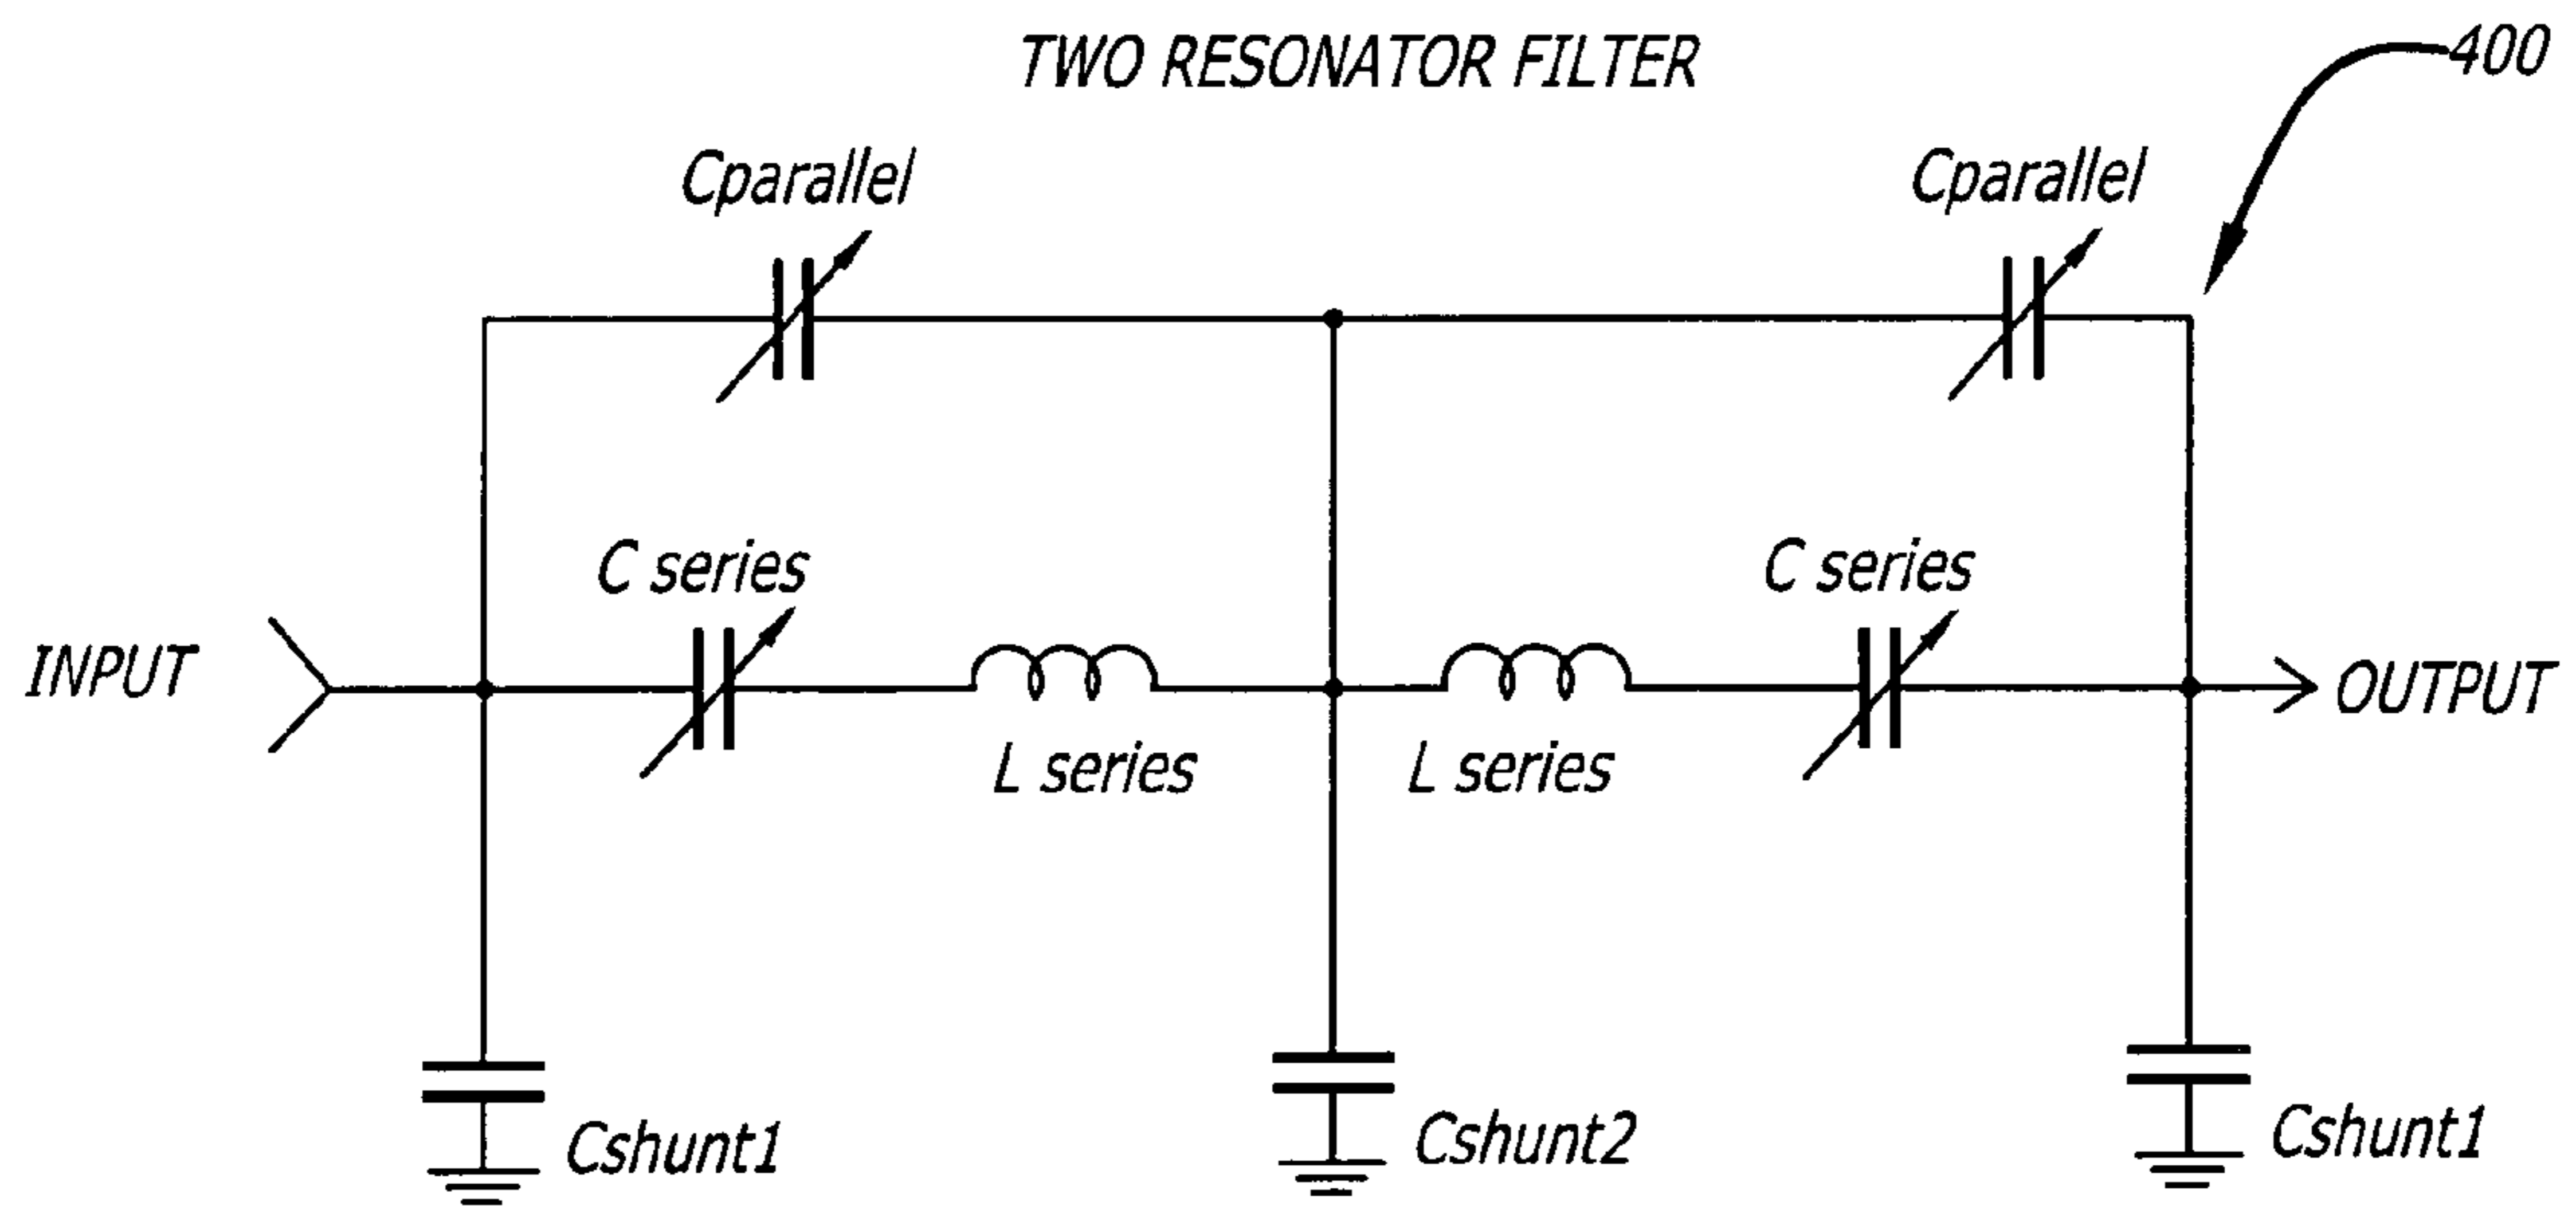 TWO RESONATOR FILTER
400
Cparallel
Cparallel
C series
C series
INPUT
OUTPUT
L series
L series
Cshunt1
Cshunt2
Cshunt1